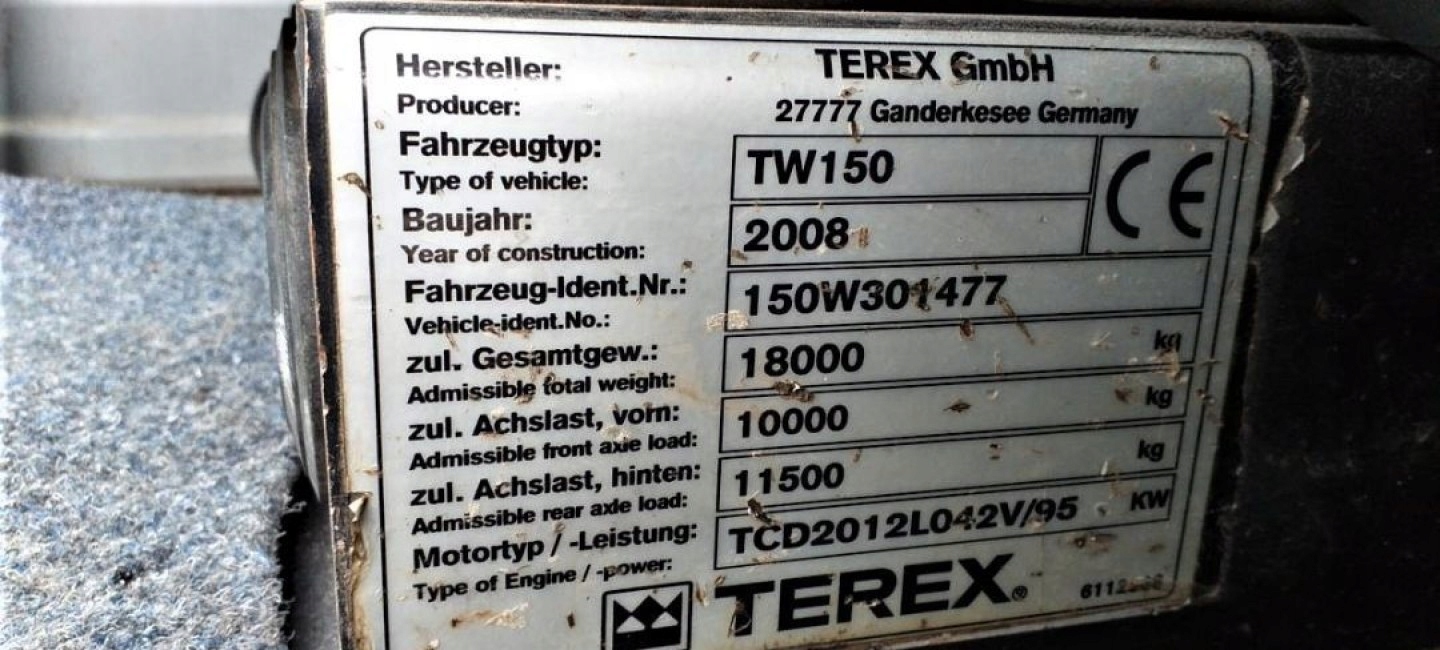 Hersteller: TEREX GmbH
Producer: 27777 Ganderkesee Germany
Fahrzeugtyp: TW150
Type of vehicle:
CE
Baujahr: 2008
Year of construction:
Fahrzeug-Ident.Nr.: 150W301477
Vehicle-ident.No.:
zul. Gesamtgew.: 18000 kg
Admissible total weight:
zul. Achslast, vorn: 10000 kg
Admissible front axle load:
zul. Achslast, hinten: 11500 kg
Admissible rear axle load:
Motortyp / -Leistung: TCD2012L042V/95 KW
Type of Engine / -power:
TEREX®